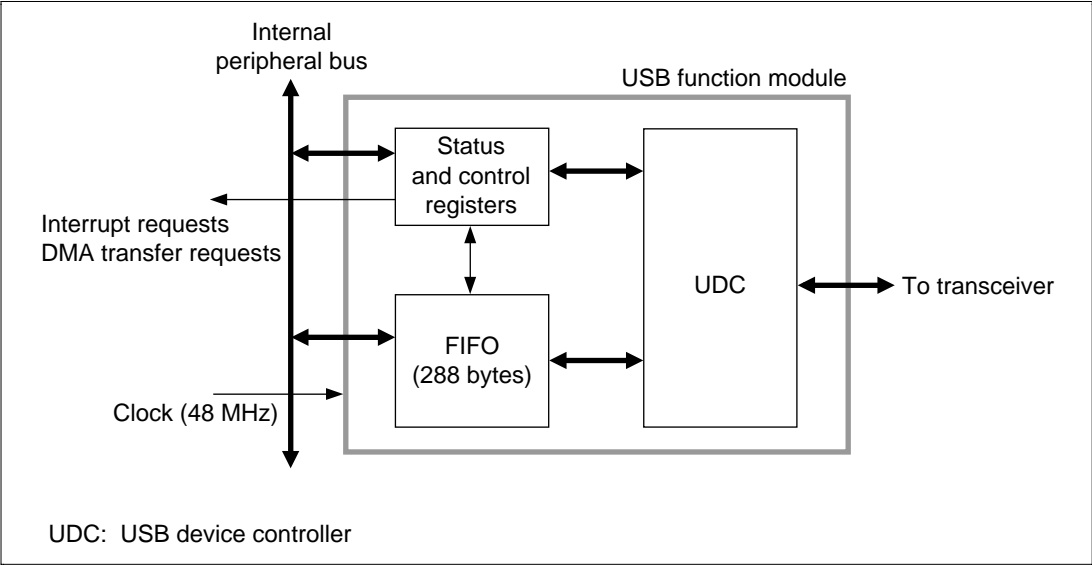 Internal
peripheral bus
USB function module
Status
and control
registers
Interrupt requests
DMA transfer requests
UDC
To transceiver
FIFO
(288 bytes)
Clock (48 MHz)
UDC: USB device controller